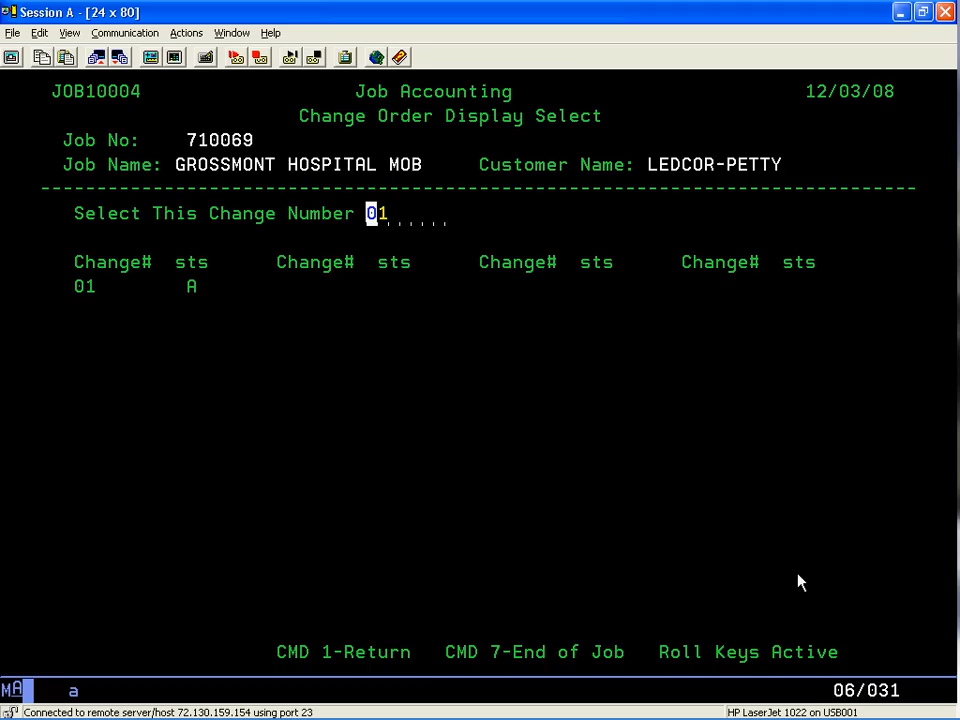 Session A - [24 x 80]
File Edit View Communication Actions Window Help
JOB10004 Job Accounting 12/03/08
Change Order Display Select
Job No: 710069
Job Name: GROSSMONT HOSPITAL MOB Customer Name: LEDCOR-PETTY
--------------------------------------------------------------------------------
Select This Change Number 01
Change# sts Change# sts Change# sts Change# sts
01 A
CMD 1-Return CMD 7-End of Job Roll Keys Active
MA a 06/031
Connected to remote server/host 72.130.159.154 using port 23 HP LaserJet 1022 on USB001